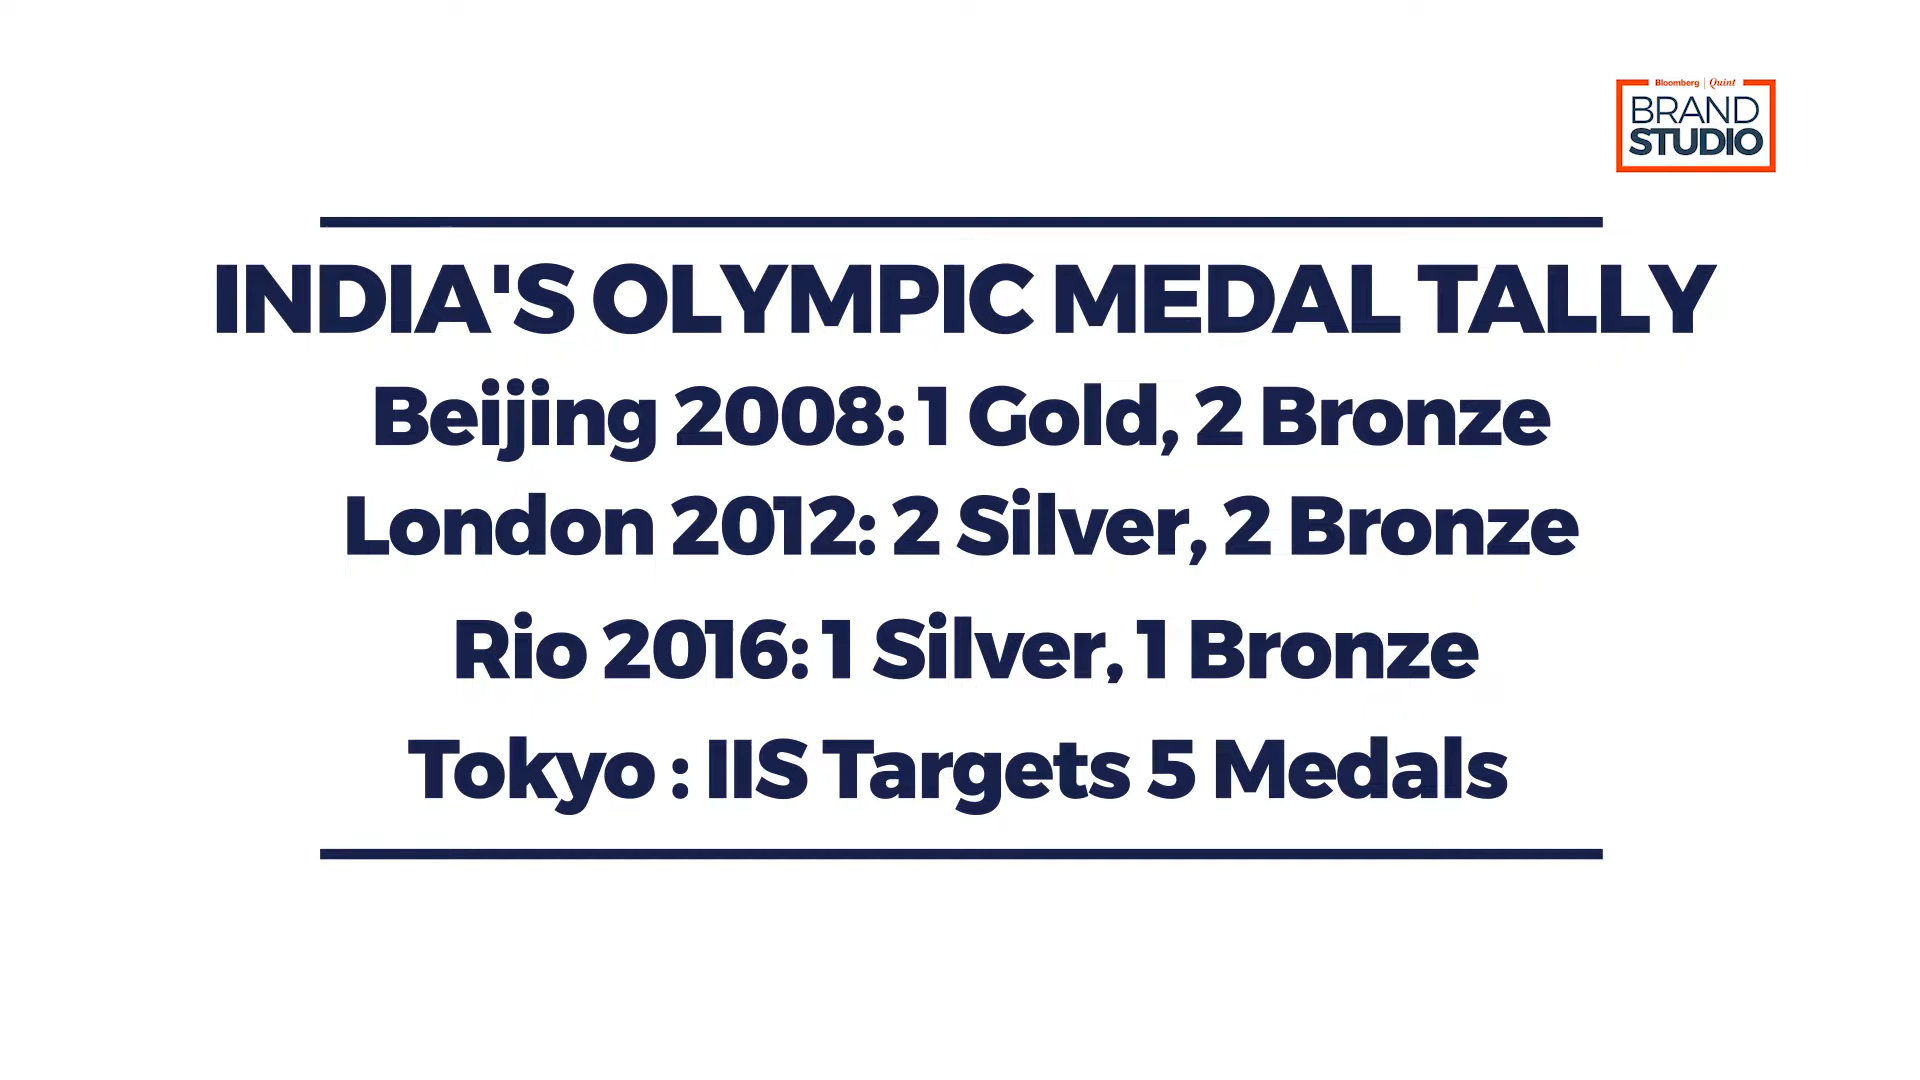 Bloomberg | Quint
BRAND
STUDIO
INDIA'S OLYMPIC MEDAL TALLY
Beijing 2008: 1 Gold, 2 Bronze
London 2012: 2 Silver, 2 Bronze
Rio 2016: 1 Silver, 1 Bronze
Tokyo : IIS Targets 5 Medals